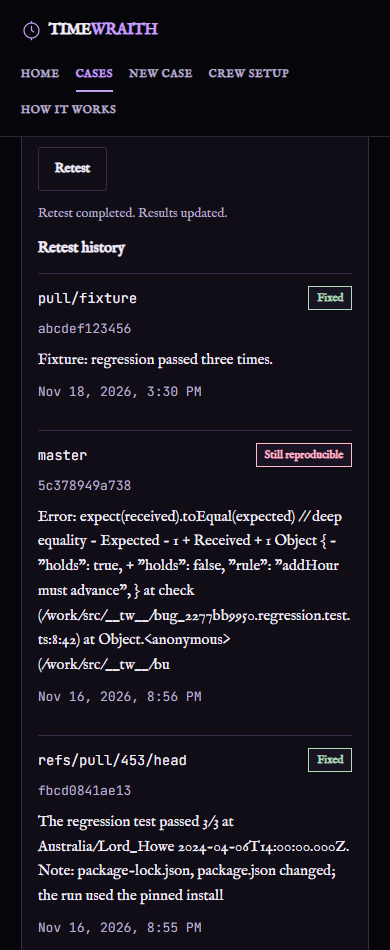 TIMEWRAITH
HOME CASES NEW CASE CREW SETUP
HOW IT WORKS
Retest
Retest completed. Results updated.
Retest history
pull/fixture Fixed
abcdef123456
Fixture: regression passed three times.
Nov 18, 2026, 3:30 PM
master Still reproducible
5c378949a738
Error: expect(received).toEqual(expected) // deep
equality - Expected - 1 + Received + 1 Object { -
"holds": true, + "holds": false, "rule": "addHour
must advance", } at check
(/work/src/__tw__/bug_2277bb9950.regression.test.
ts:8:42) at Object.<anonymous>
(/work/src/__tw__/bu
Nov 16, 2026, 8:56 PM
refs/pull/453/head Fixed
fbcd0841ae13
The regression test passed 3/3 at
Australia/Lord_Howe 2024-04-06T14:00:00.000Z.
Note: package-lock.json, package.json changed;
the run used the pinned install
Nov 16, 2026, 8:55 PM